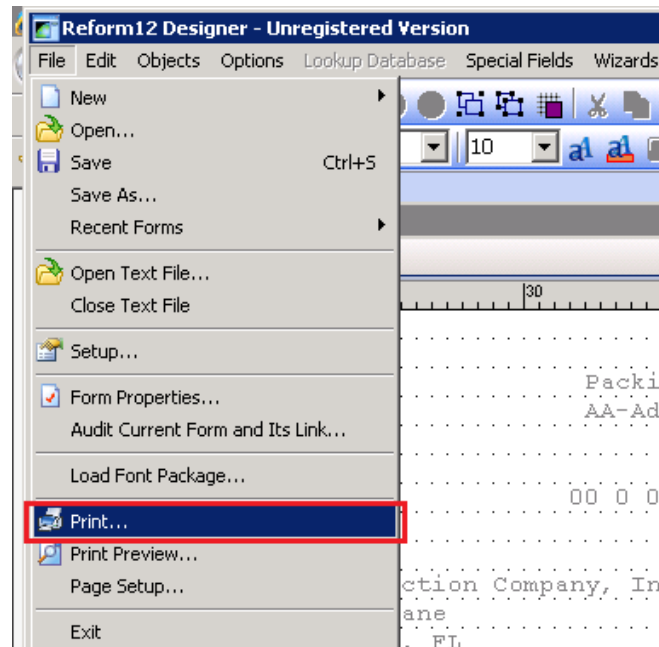 Reform12 Designer - Unregistered Version
File Edit Objects Options Lookup Database Special Fields Wizards
New
Open...
10
a1 a1
Save Ctrl+S
Save As...
Recent Forms
Open Text File...
30
Close Text File
Setup...
Packi
Form Properties...
AA-Ad
Audit Current Form and Its Link...
Load Font Package...
00 0 0
Print...
Print Preview...
Page Setup...
ction Company, In
ane
Exit
, FL